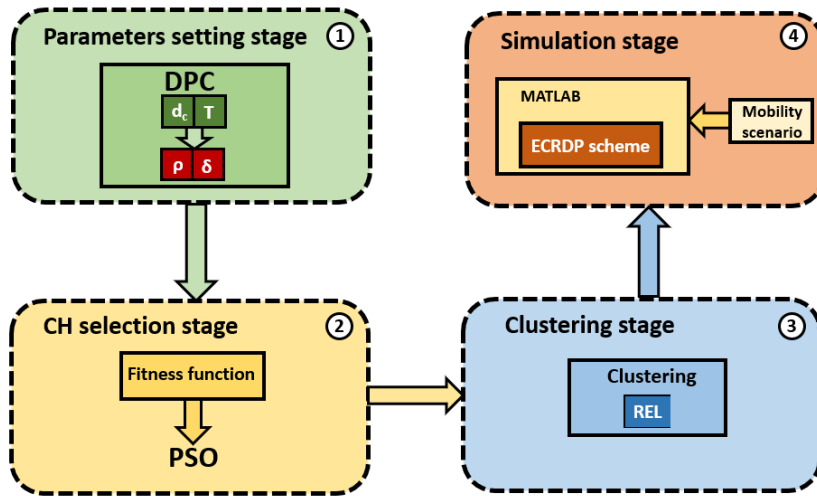 Parameters setting stage
1
DPC
d_c T
ρ δ
CH selection stage
2
Fitness function
PSO
Clustering stage
3
Clustering
REL
Simulation stage
4
MATLAB
ECRDP scheme
Mobility
scenario